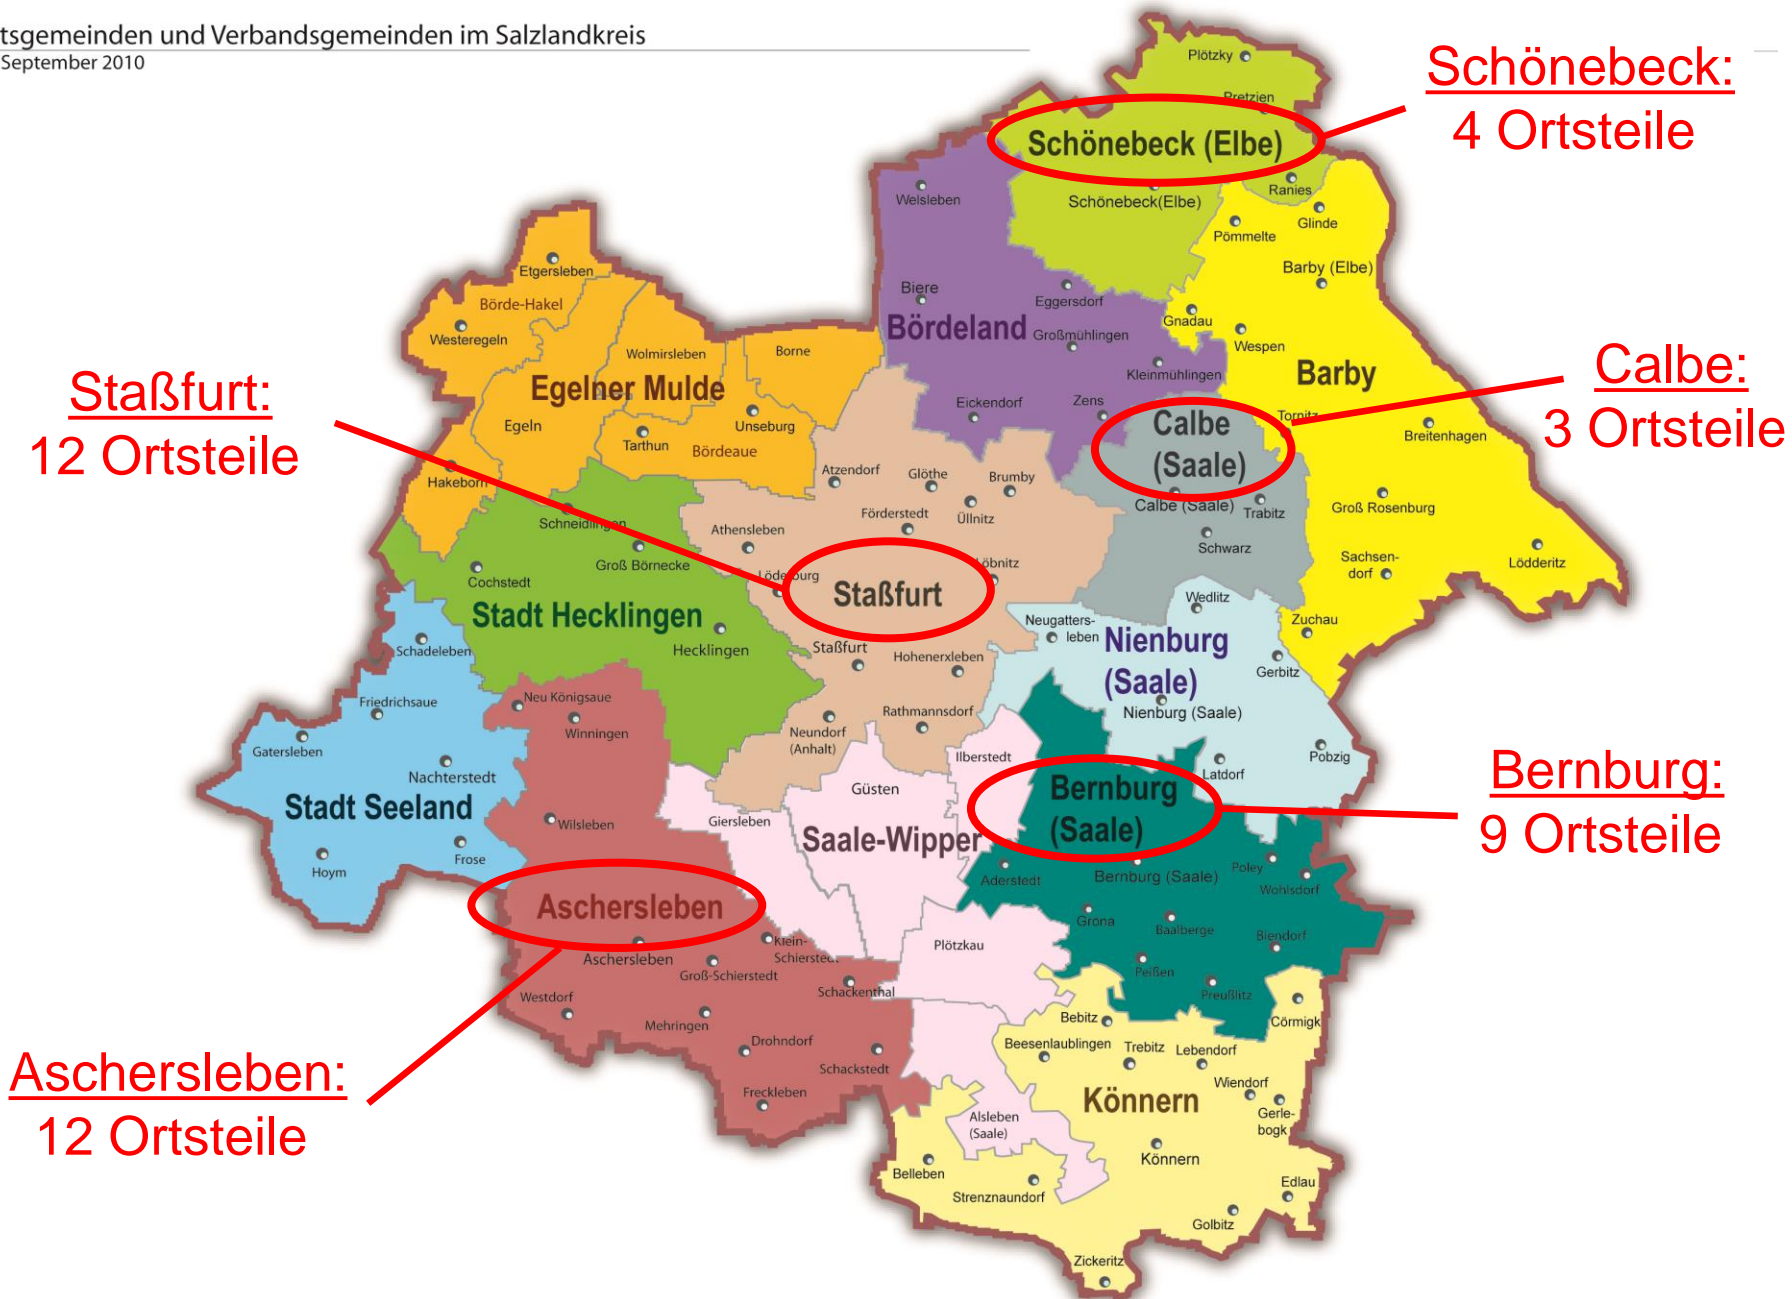 tsgemeinden und Verbandsgemeinden im Salzlandkreis
September 2010
Schönebeck:
4 Ortsteile
Plötzky
Pretzien
Schönebeck (Elbe)
Ranies
Schönebeck(Elbe)
Welsleben
Glinde
Pömmelte
Barby (Elbe)
Etgersleben
Börde-Hakel
Biere
Eggersdorf
Gnadau
Bördeland
Großmühlingen
Westeregeln
Wespen
Wolmirsleben
Borne
Kleinmühlingen
Barby
Calbe:
3 Ortsteile
Staßfurt:
12 Ortsteile
Egelner Mulde
Eickendorf
Zens
Tornitz
Egeln
Unseburg
Calbe
(Saale)
Breitenhagen
Tarthun
Bördeaue
Hakeborn
Atzendorf
Glöthe
Brumby
Calbe (Saale)
Trabitz
Groß Rosenburg
Schneidlingen
Athensleben
Förderstedt
Üllnitz
Schwarz
Groß Börnecke
Sachsen-
dorf
Lödderitz
Cochstedt
Löderburg
Löbnitz
Staßfurt
Wedlitz
Stadt Hecklingen
Neugatters-
leben
Zuchau
Schadeleben
Hecklingen
Staßfurt
Hohenerxleben
Nienburg
(Saale)
Gerbitz
Friedrichsaue
Neu Königsaue
Winningen
Rathmannsdorf
Nienburg (Saale)
Neundorf
(Anhalt)
Gatersleben
Ilberstedt
Pobzig
Nachterstedt
Latdorf
Bernburg:
9 Ortsteile
Stadt Seeland
Güsten
Bernburg
(Saale)
Giersleben
Wilsleben
Saale-Wipper
Frose
Hoym
Aderstedt
Bernburg (Saale)
Poley
Wohlsdorf
Aschersleben
Gröna
Baalberge
Biendorf
Klein-
Schierstedt
Plötzkau
Aschersleben
Groß-Schierstedt
Peißen
Schackenthal
Preußlitz
Westdorf
Mehringen
Bebitz
Cörmigk
Drohndorf
Beesenlaublingen
Trebitz
Lebendorf
Schackstedt
Aschersleben:
12 Ortsteile
Wiendorf
Freckleben
Könnern
Gerle-
bogk
Alsleben
(Saale)
Könnern
Belleben
Strenznaundorf
Edlau
Golbitz
Zickeritz